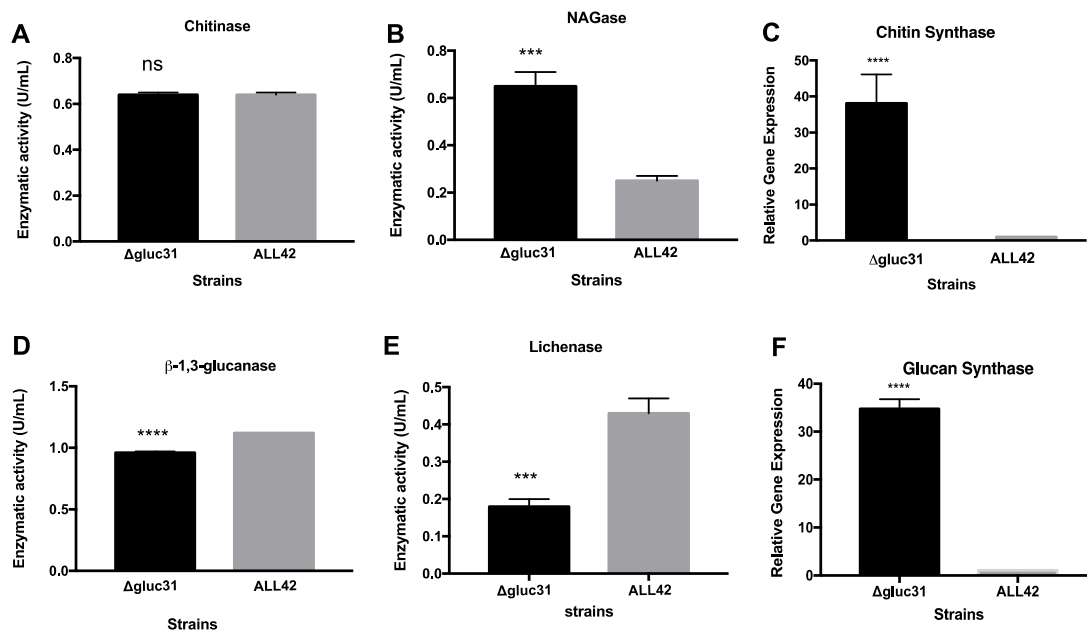 A
Chitinase
Enzymatic activity (U/mL)
0.8
0.6
0.4
0.2
0.0
ns
Δgluc31
ALL42
Strains
B
NAGase
Enzymatic activity (U/mL)
0.8
0.6
0.4
0.2
0.0
***
Δgluc31
ALL42
Strains
C
Chitin Synthase
Relative Gene Expression
50
40
30
20
10
0
****
Δgluc31
ALL42
Strains
D
β-1,3-glucanase
Enzymatic activity (U/mL)
1.5
1.0
0.5
0.0
****
Δgluc31
ALL42
Strains
E
Lichenase
Enzymatic activity (U/mL)
0.5
0.4
0.3
0.2
0.1
0.0
***
Δgluc31
ALL42
strains
F
Glucan Synthase
Relative Gene Expression
40
30
20
10
0
****
Δgluc31
ALL42
Strains